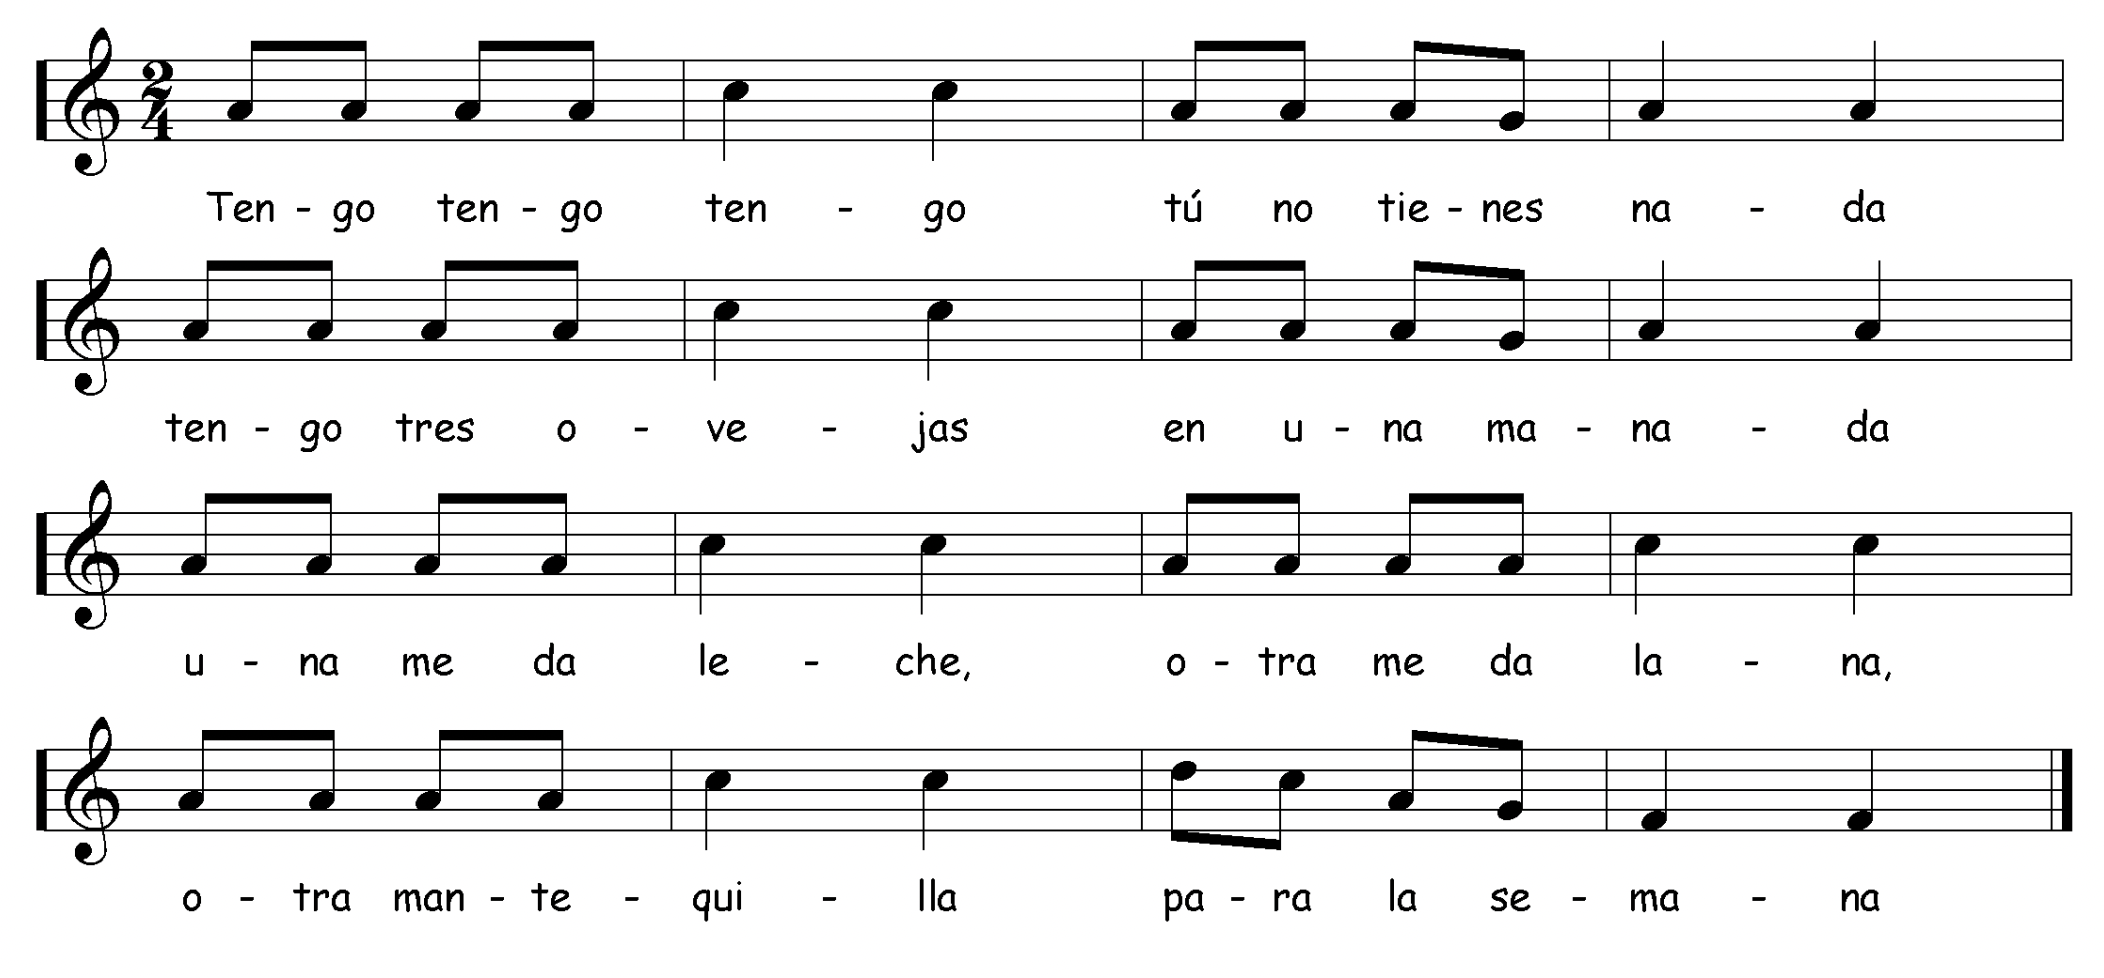 2
4
Ten - go ten - go ten - go tú no tie - nes na - da
ten - go tres o - ve - jas en u - na ma - na - da
u - na me da le - che, o - tra me da la - na,
o - tra man - te - qui - lla pa - ra la se - ma - na